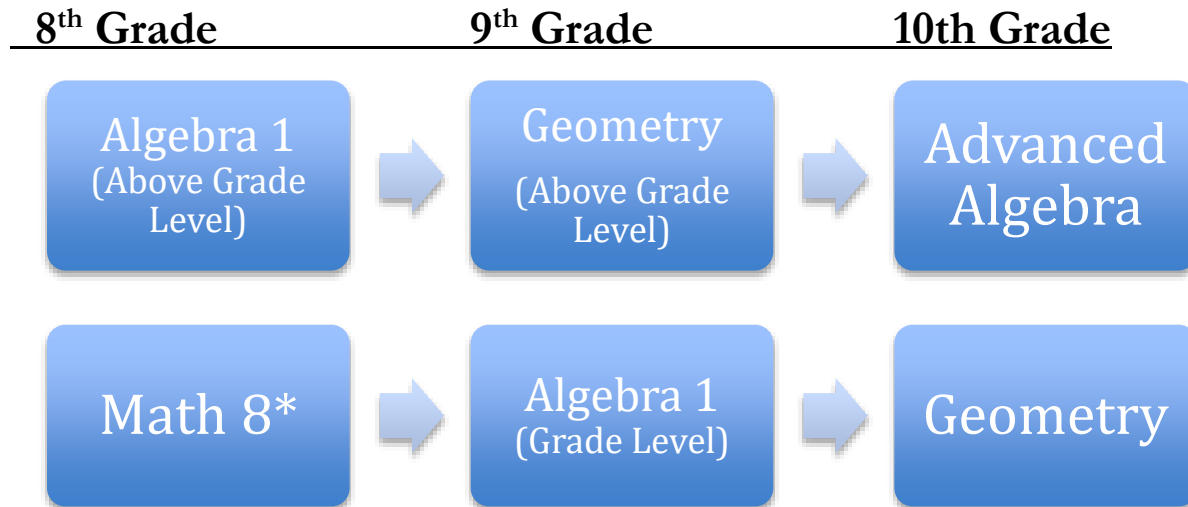 8th Grade 9th Grade 10th Grade
Algebra 1
(Above Grade
Level)
Geometry
(Above Grade
Level)
Advanced
Algebra
Math 8*
Algebra 1
(Grade Level)
Geometry